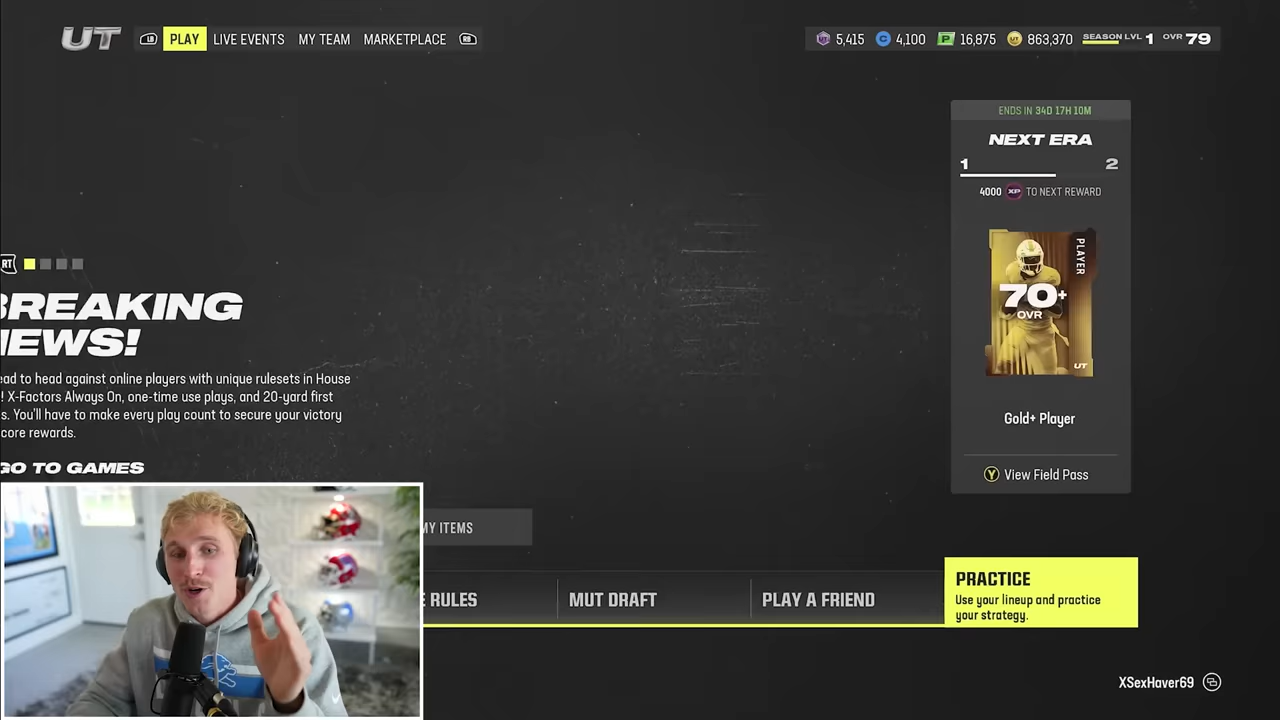 UT
LB PLAY LIVE EVENTS MY TEAM MARKETPLACE RB
5,415 4,100 P 16,875 UT 863,370 SEASON LVL 1 OVR 79
ENDS IN 34D 17H 10M
NEXT ERA
1 2
4000 XP TO NEXT REWARD
PLAYER
70+
OVR
UT
Gold+ Player
Y View Field Pass
RT
BREAKING
NEWS!
ead to head against online players with unique rulesets in House
! X-Factors Always On, one-time use plays, and 20-yard first
s. You'll have to make every play count to secure your victory
core rewards.
GO TO GAMES
MY ITEMS
E RULES
MUT DRAFT
PLAY A FRIEND
PRACTICE
Use your lineup and practice
your strategy.
XSexHaver69